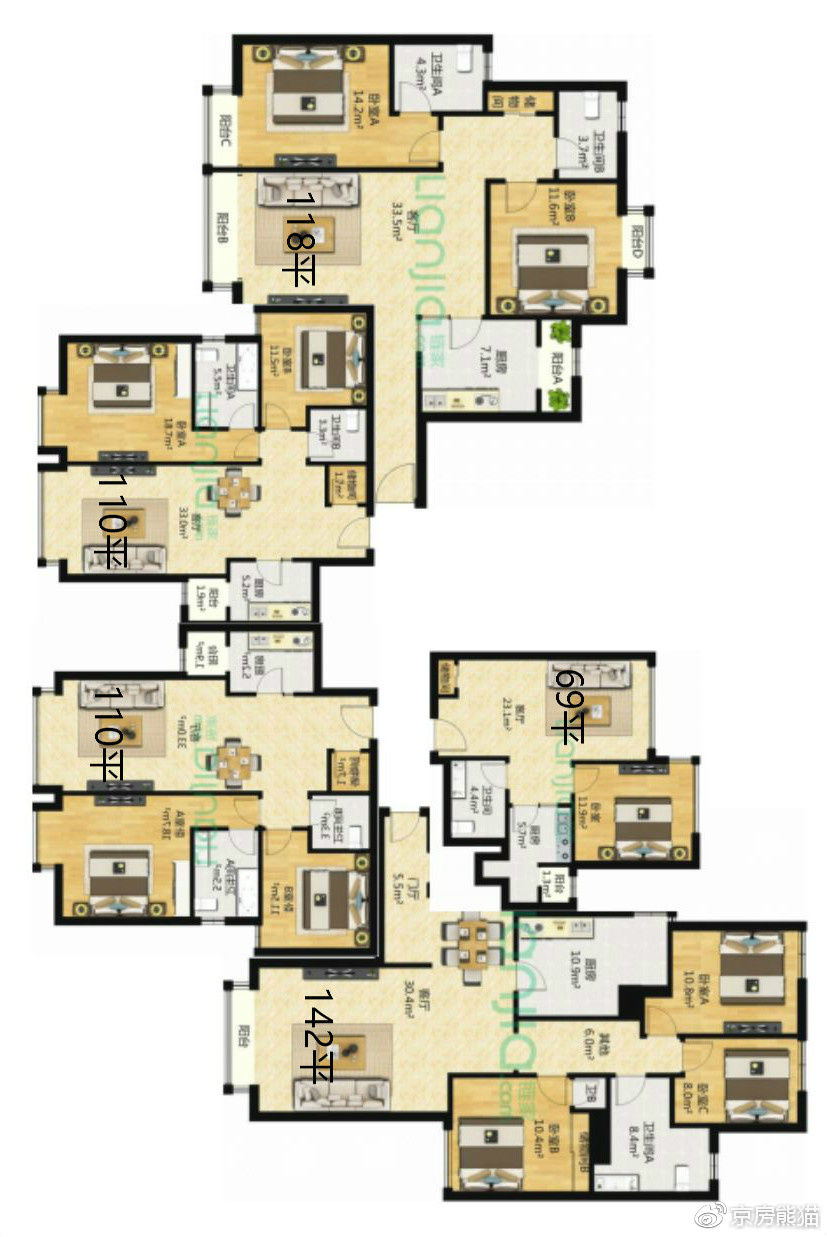 卫生间A
4.3m²
卧室A
14.2m²
储物间
卫生间B
3.7m²
阳台C
卧室B
11.6m²
客厅
33.5m²
118平
阳台B
阳台D
厨房
7.1m²
阳台A
Lianjia
链家
.com
卧室B
11.5m²
卫生间A
5.5m²
卧室A
18.7m²
卫生间B
3.3m²
储物间
1.7m²
客厅
33.0m²
110平
厨房
5.2m²
阳台
1.9m²
阳台
1.9m²
厨房
5.2m²
客厅
33.0m²
110平
储物间
1.7m²
卧室A
18.7m²
卫生间B
3.3m²
卫生间A
5.5m²
卧室B
11.5m²
储物间
客厅
23.1m²
69平
卫生间
4.4m²
厨房
5.7m²
卧室
11.9m²
阳台
1.3m²
门厅
5.5m²
厨房
10.9m²
卧室A
10.8m²
客厅
30.4m²
142平
阳台
其他
6.0m²
卧室C
8.0m²
卫B
卧室B
10.4m²
储物间B
卫生间A
8.4m²
Lianjia
链家
.com
京房熊猫